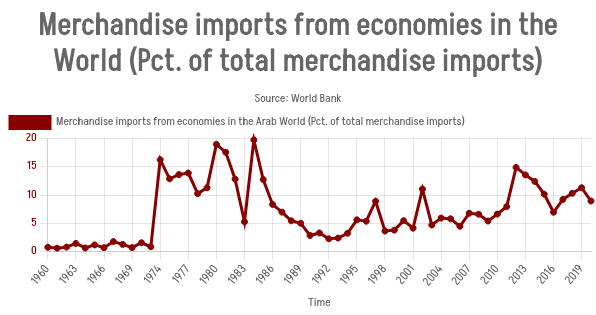 Merchandise imports from economies in the
World (Pct. of total merchandise imports)
Source: World Bank
Merchandise imports from economies in the Arab World (Pct. of total merchandise imports)
20
15
10
5
0
1960 1963 1966 1969 1974 1977 1980 1983 1986 1989 1992 1995 1998 2001 2004 2007 2010 2013 2016 2019
Time